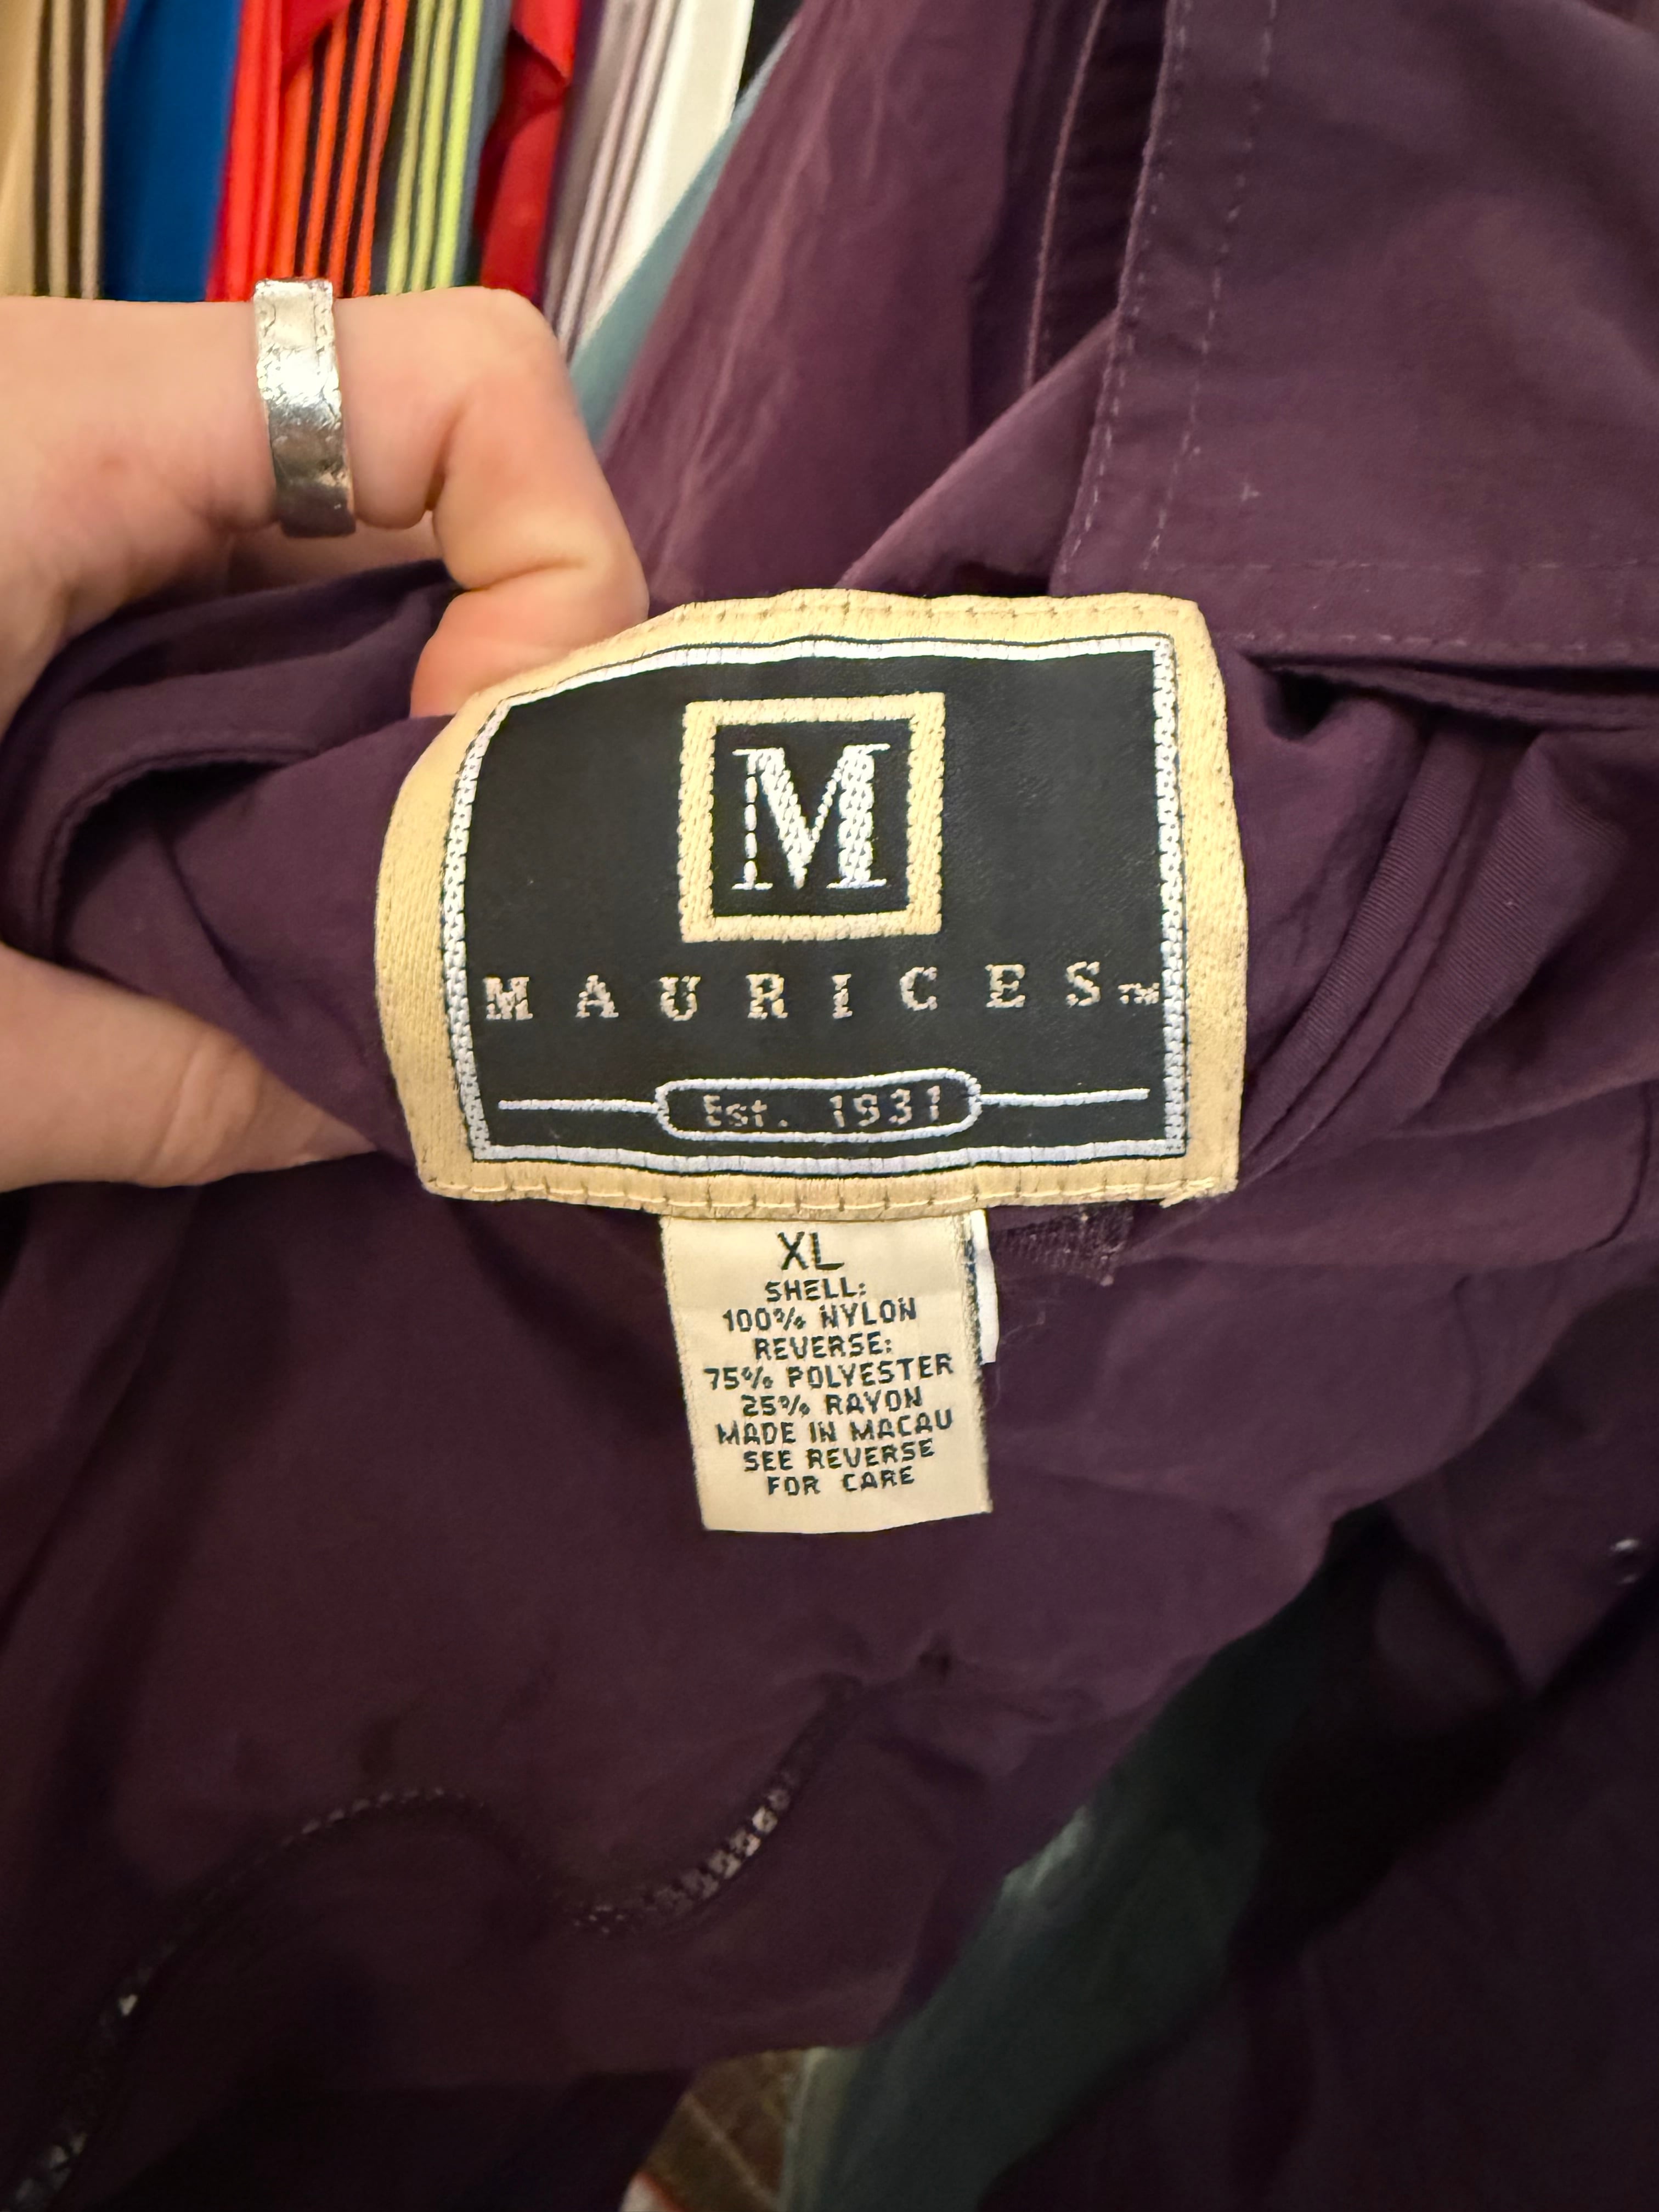 M
MAURICES™
Est. 1931
XL
SHELL:
100% NYLON
REVERSE:
75% POLYESTER
25% RAYON
MADE IN MACAU
SEE REVERSE
FOR CARE